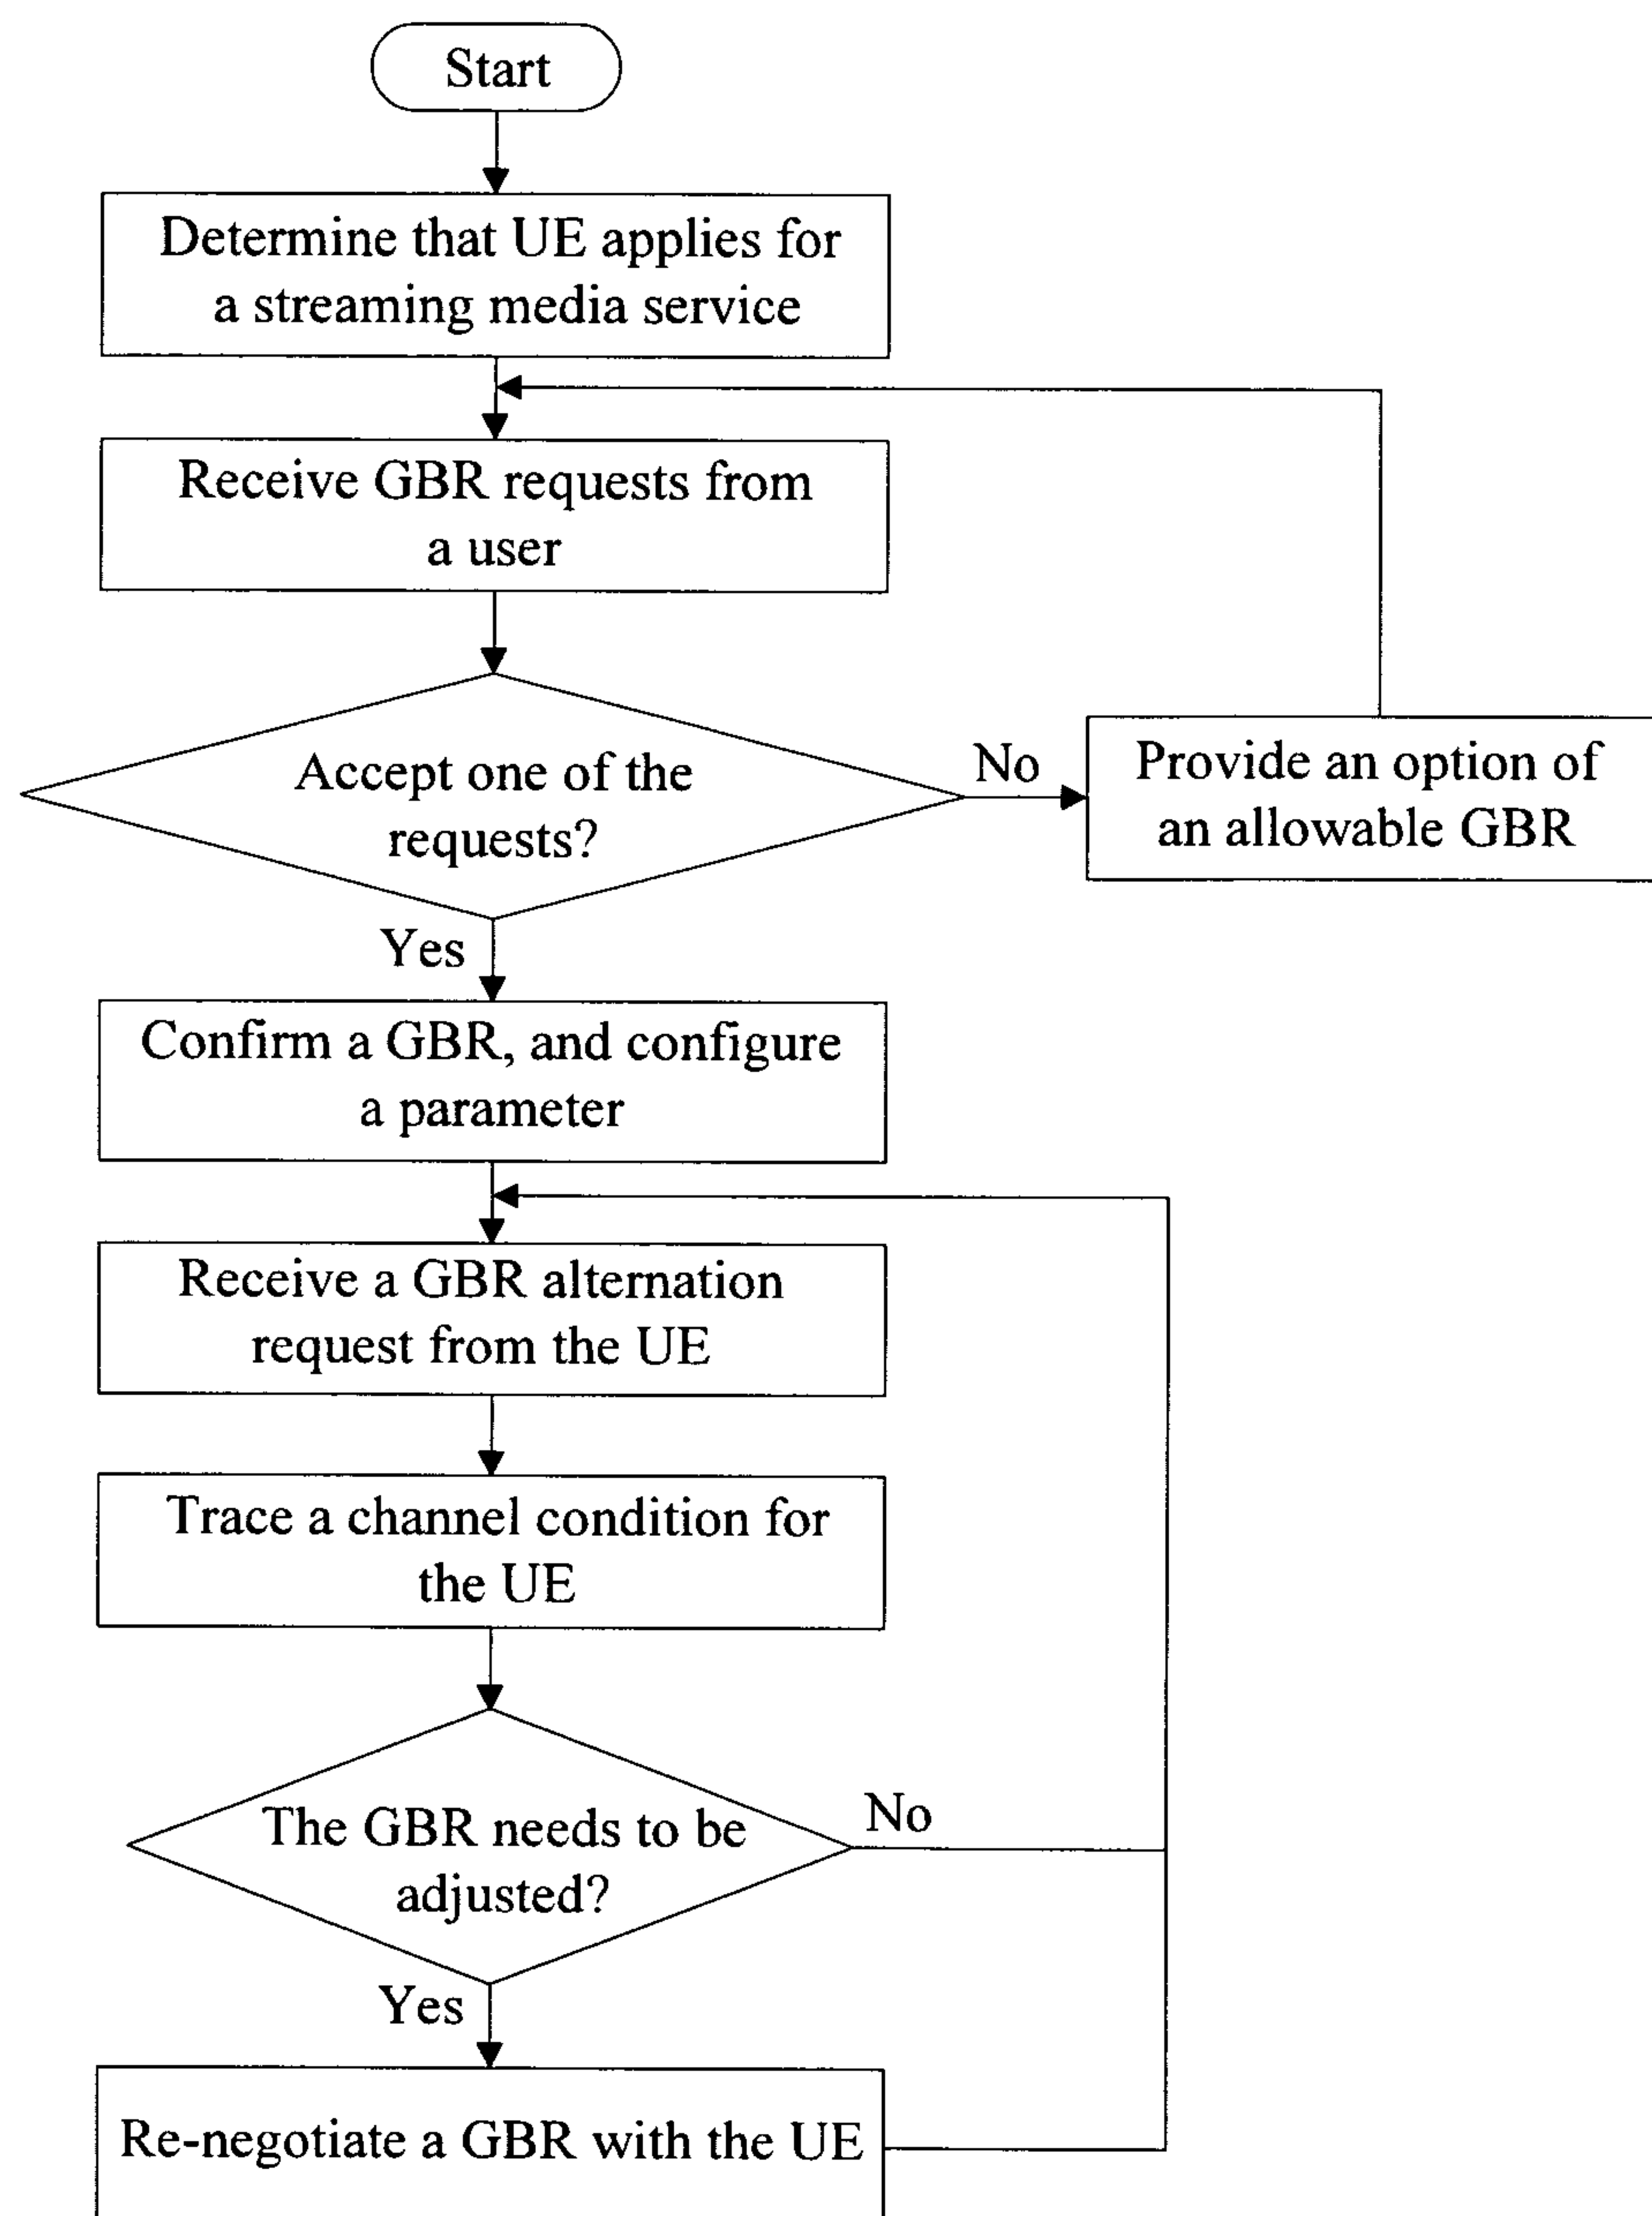 Start
Determine that UE applies for
a streaming media service
Receive GBR requests from
a user
Accept one of the
requests?
No
Provide an option of
an allowable GBR
Yes
Confirm a GBR, and configure
a parameter
Receive a GBR alternation
request from the UE
Trace a channel condition for
the UE
The GBR needs to be
adjusted?
No
Yes
Re-negotiate a GBR with the UE